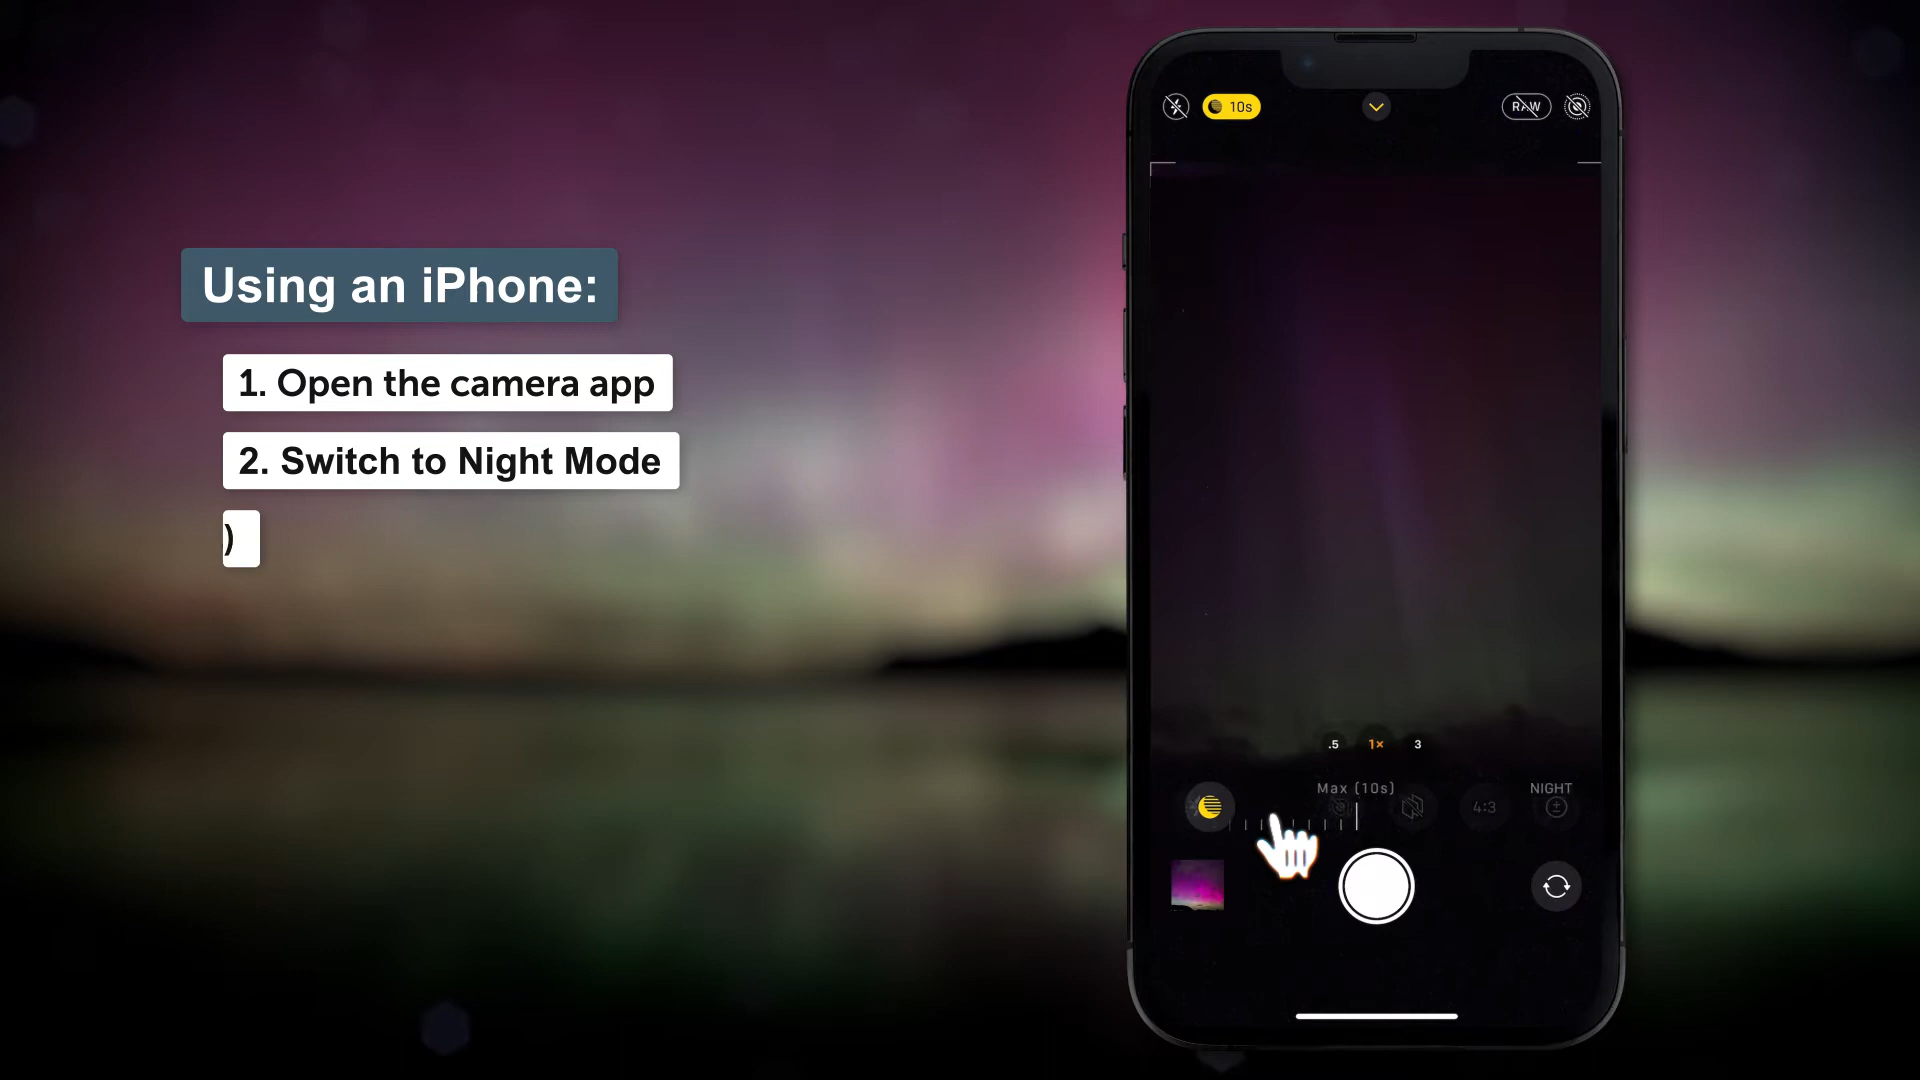 Using an iPhone:
1. Open the camera app
2. Switch to Night Mode
)
10s
RAW
.5 1× 3
Max (10s)
NIGHT
4:3